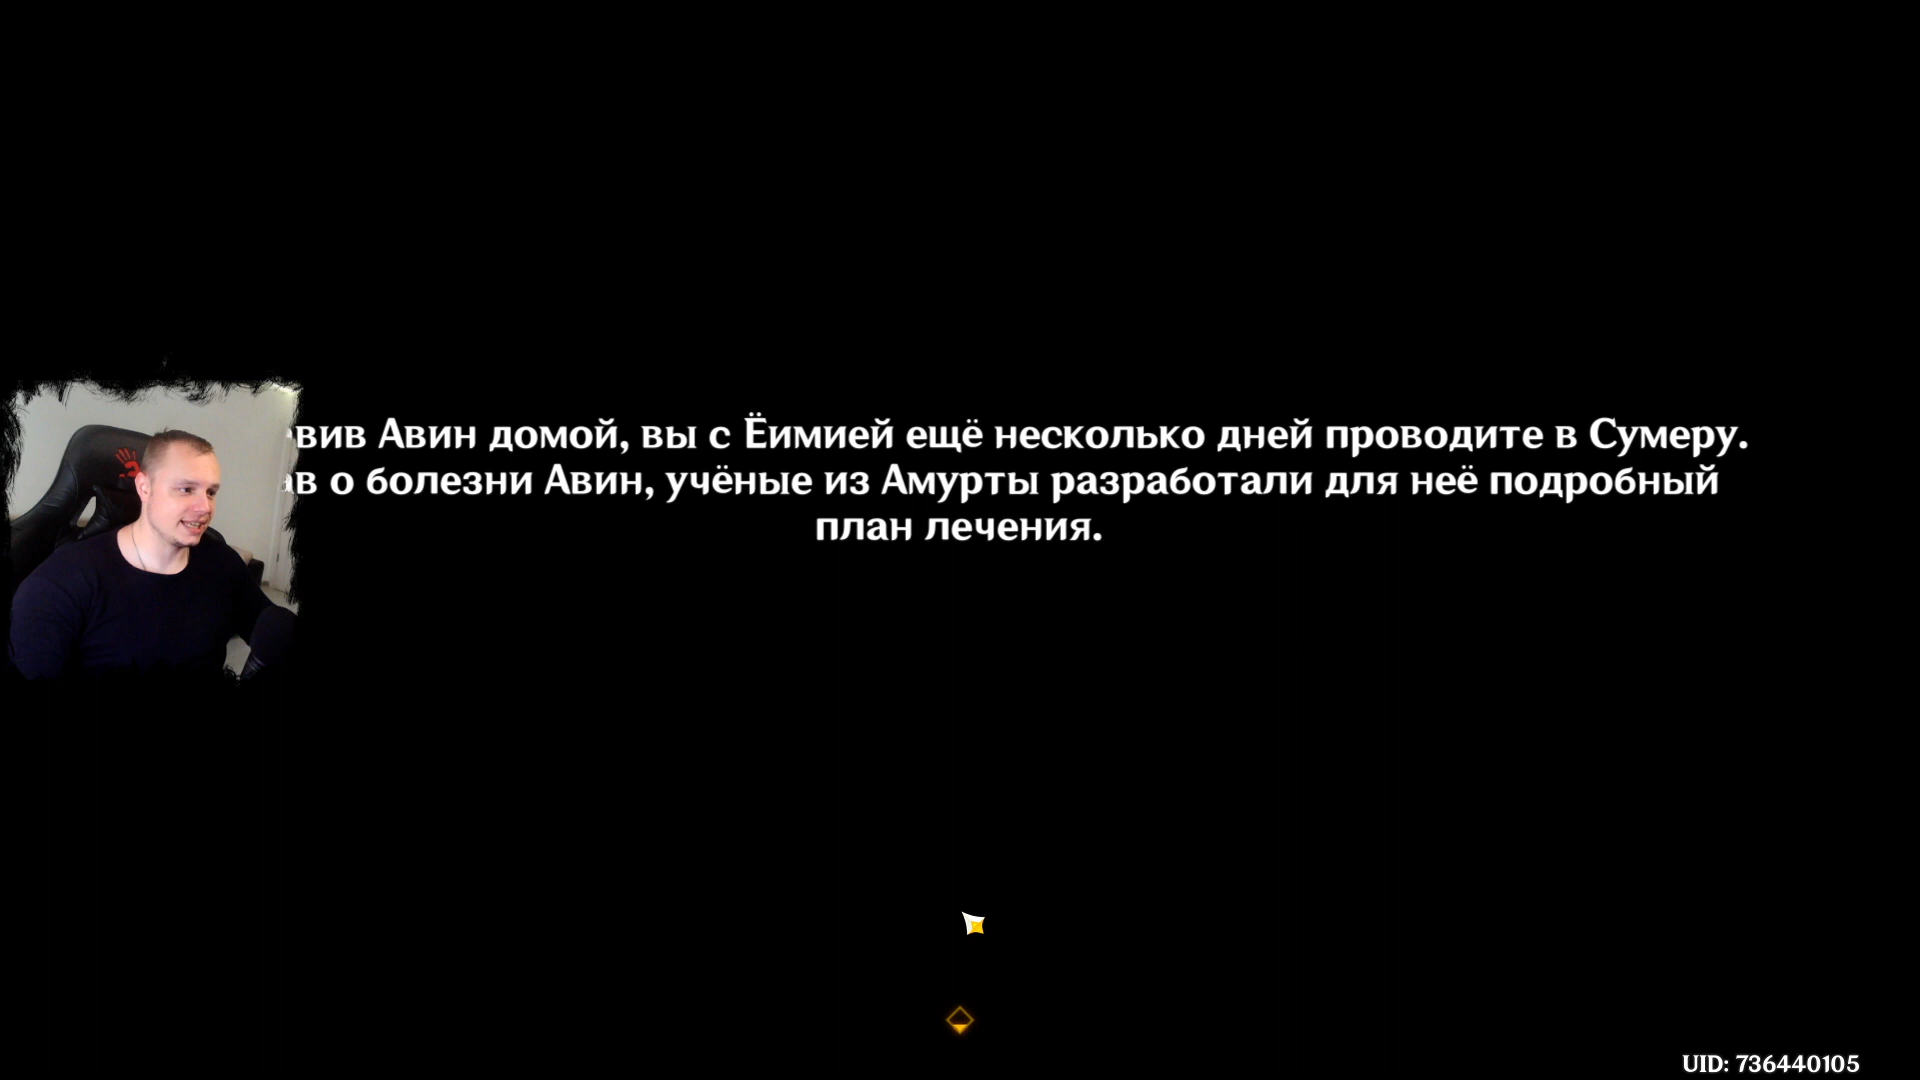 Авин домой, вы с Ёимией ещё несколько дней проводите в Сумеру.
о болезни Авин, учёные из Амурты разработали для неё подробный
план лечения.
UID: 736440105